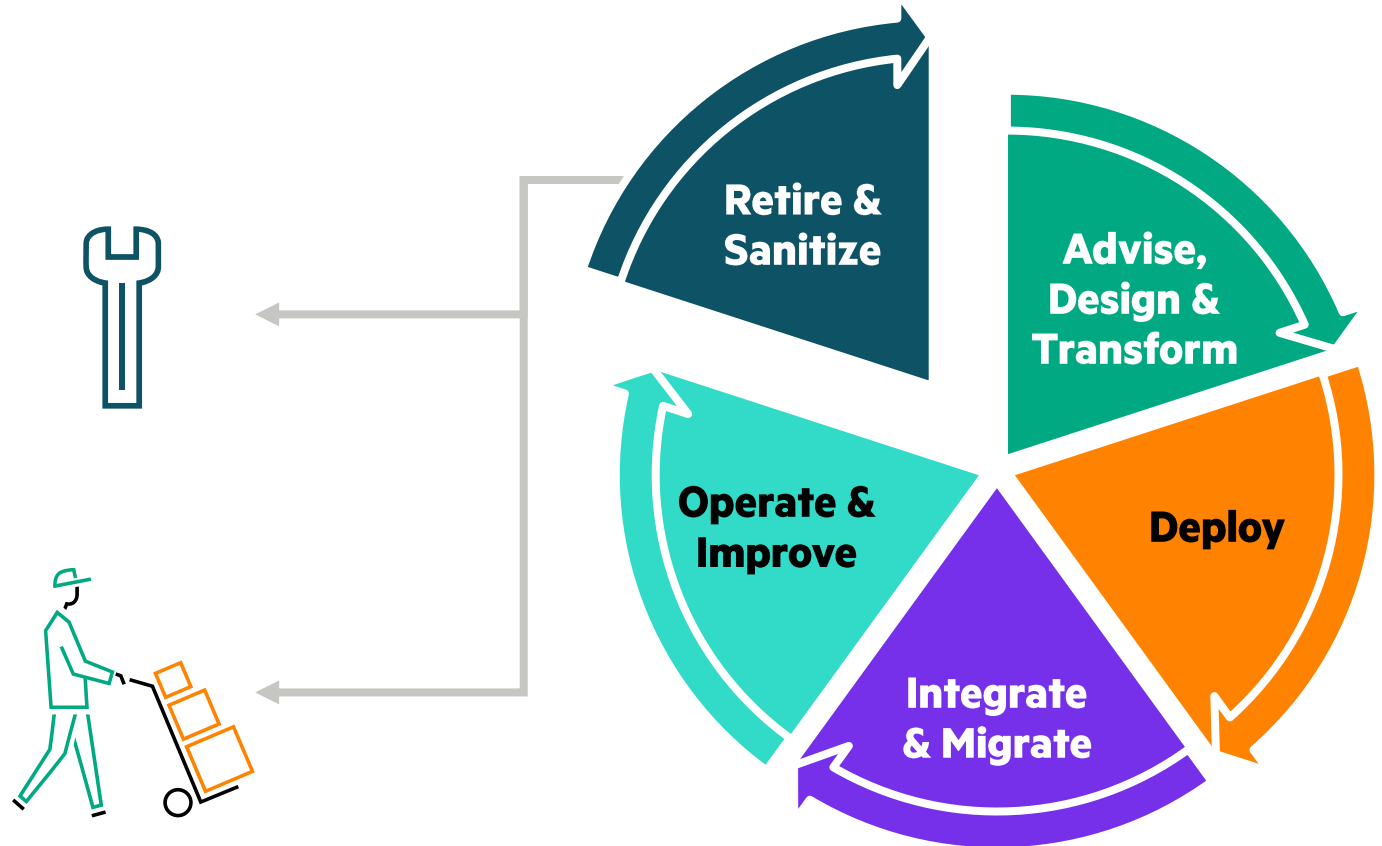 Retire &
Sanitize
Advise,
Design &
Transform
Deploy
Integrate
& Migrate
Operate &
Improve